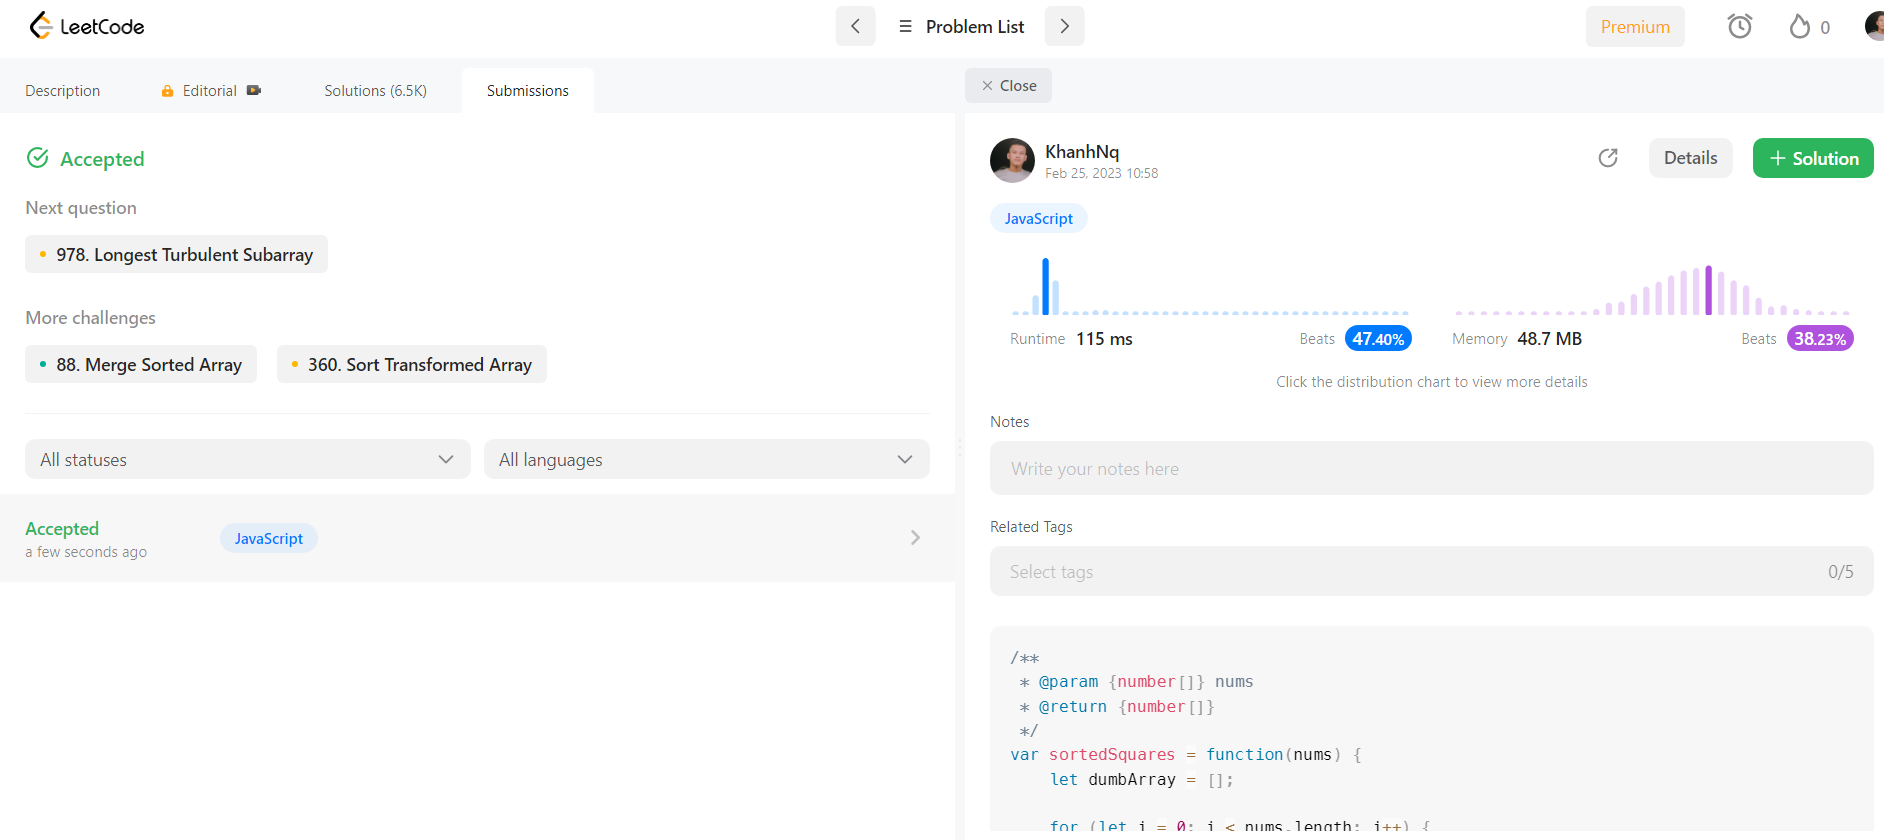 LeetCode
Problem List
Premium
0
Description
Editorial
Solutions (6.5K)
Submissions
Accepted
Next question
978. Longest Turbulent Subarray
More challenges
88. Merge Sorted Array
360. Sort Transformed Array
All statuses
All languages
Accepted
a few seconds ago
JavaScript
Close
KhanhNq
Feb 25, 2023 10:58
Details
+ Solution
JavaScript
Runtime 115 ms
Beats 47.40%
Memory 48.7 MB
Beats 38.23%
Click the distribution chart to view more details
Notes
Write your notes here
Related Tags
Select tags
0/5
/**
 * @param {number[]} nums
 * @return {number[]}
 */
var sortedSquares = function(nums) {
    let dumbArray = [];
    for (let i = 0; i < nums.length; i++) {